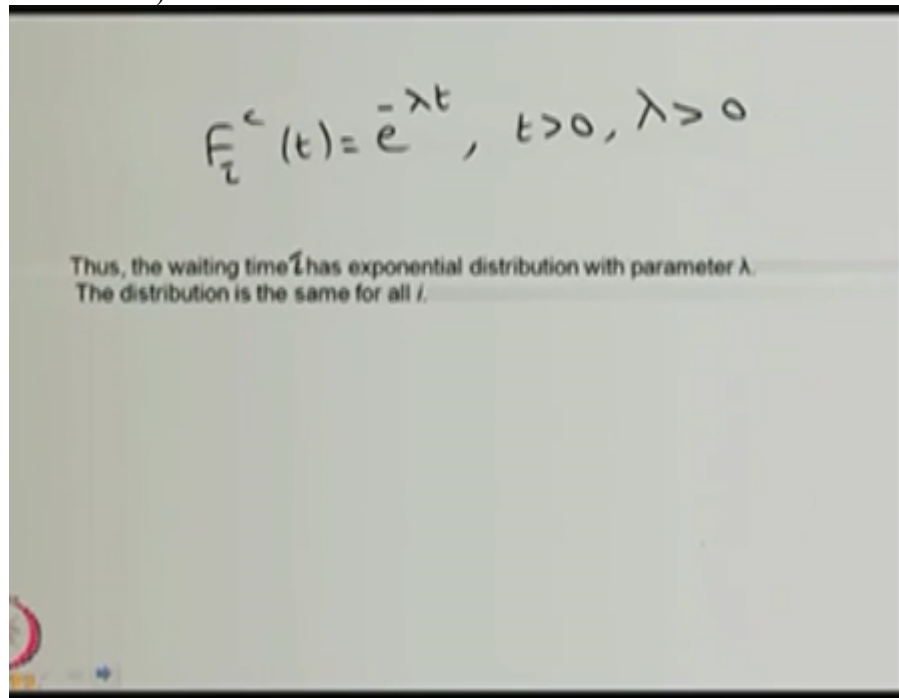 Fτᶜ(t) = e^-λt, t>0, λ>0
Thus, the waiting time τ has exponential distribution with parameter λ.
The distribution is the same for all i.